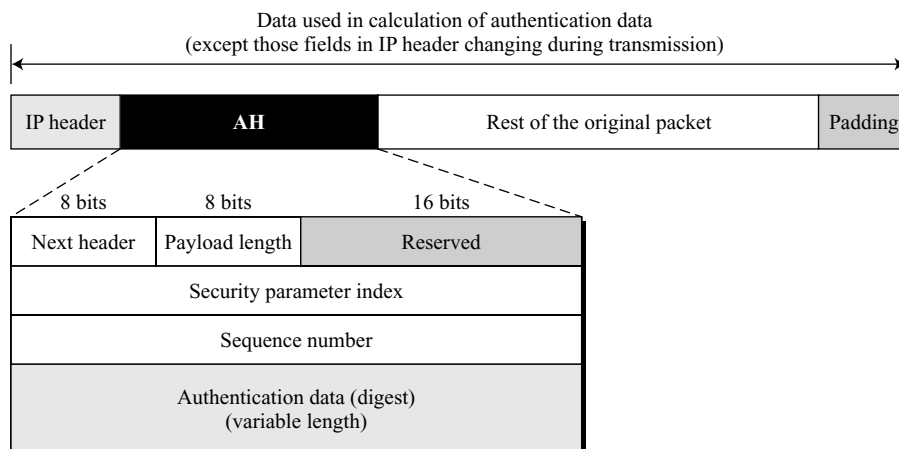 Data used in calculation of authentication data
(except those fields in IP header changing during transmission)
IP header
AH
Rest of the original packet
Padding
8 bits
8 bits
16 bits
Next header
Payload length
Reserved
Security parameter index
Sequence number
Authentication data (digest)
(variable length)